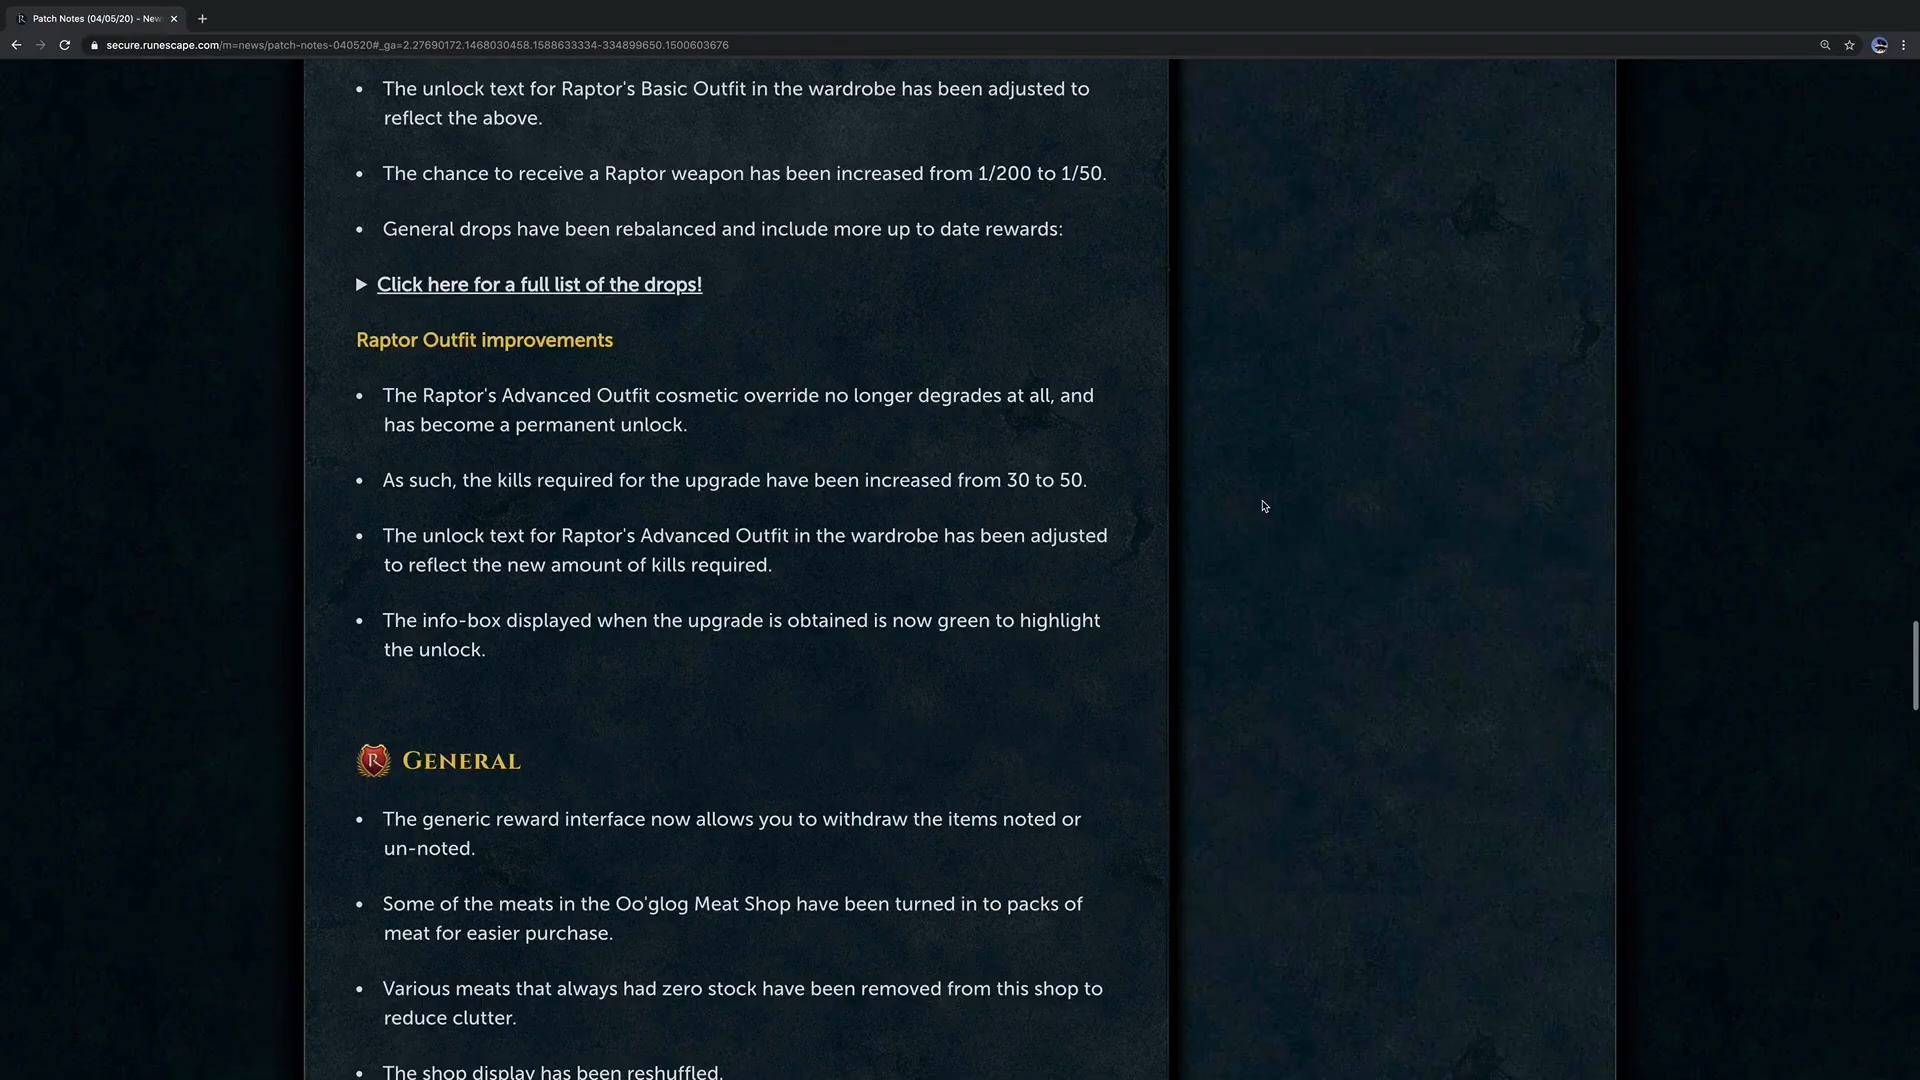 Patch Notes (04/05/20) - New
secure.runescape.com/m=news/patch-notes-040520#_ga=2.27690172.1468030458.1588633334-334899650.1500603676
• The unlock text for Raptor's Basic Outfit in the wardrobe has been adjusted to
reflect the above.
• The chance to receive a Raptor weapon has been increased from 1/200 to 1/50.
• General drops have been rebalanced and include more up to date rewards:
Click here for a full list of the drops!
Raptor Outfit improvements
• The Raptor's Advanced Outfit cosmetic override no longer degrades at all, and
has become a permanent unlock.
• As such, the kills required for the upgrade have been increased from 30 to 50.
• The unlock text for Raptor's Advanced Outfit in the wardrobe has been adjusted
to reflect the new amount of kills required.
• The info-box displayed when the upgrade is obtained is now green to highlight
the unlock.
R GENERAL
• The generic reward interface now allows you to withdraw the items noted or
un-noted.
• Some of the meats in the Oo'glog Meat Shop have been turned in to packs of
meat for easier purchase.
• Various meats that always had zero stock have been removed from this shop to
reduce clutter.
• The shop display has been reshuffled.